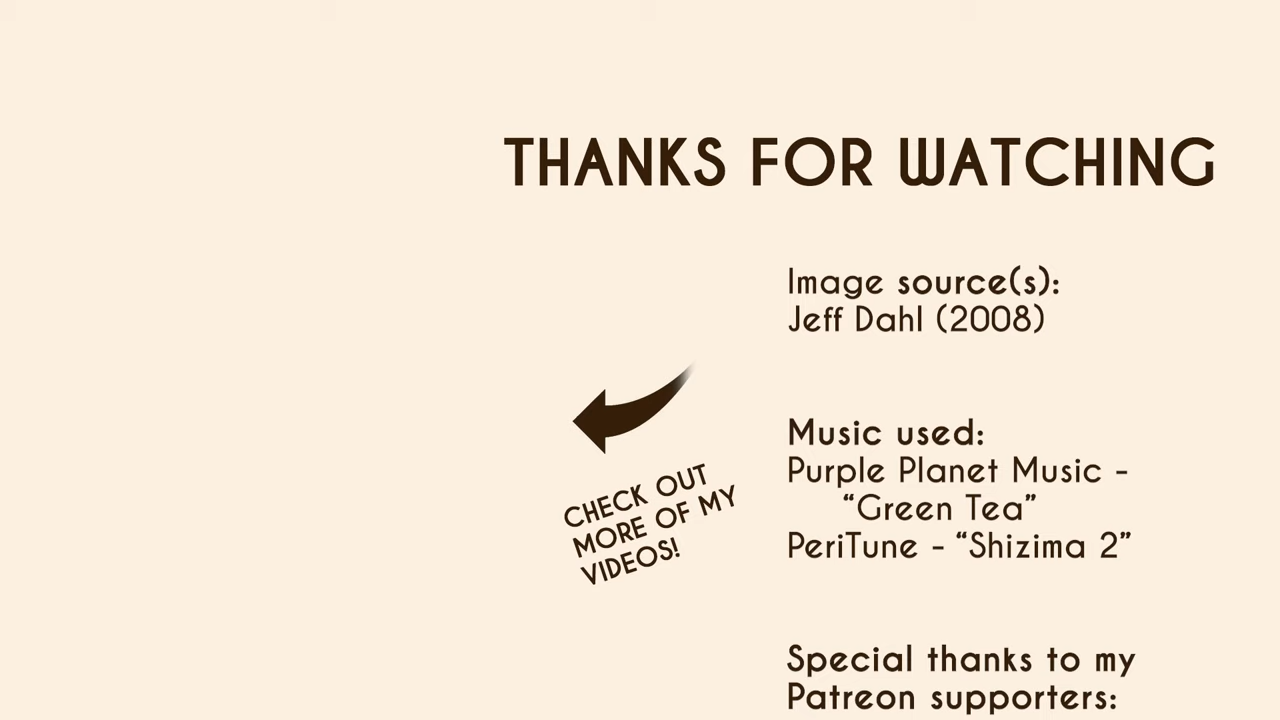 THANKS FOR WATCHING
Image source(s):
Jeff Dahl (2008)
CHECK OUT
MORE OF MY
VIDEOS!
Music used:
Purple Planet Music -
“Green Tea”
PeriTune - “Shizima 2”
Special thanks to my
Patreon supporters: